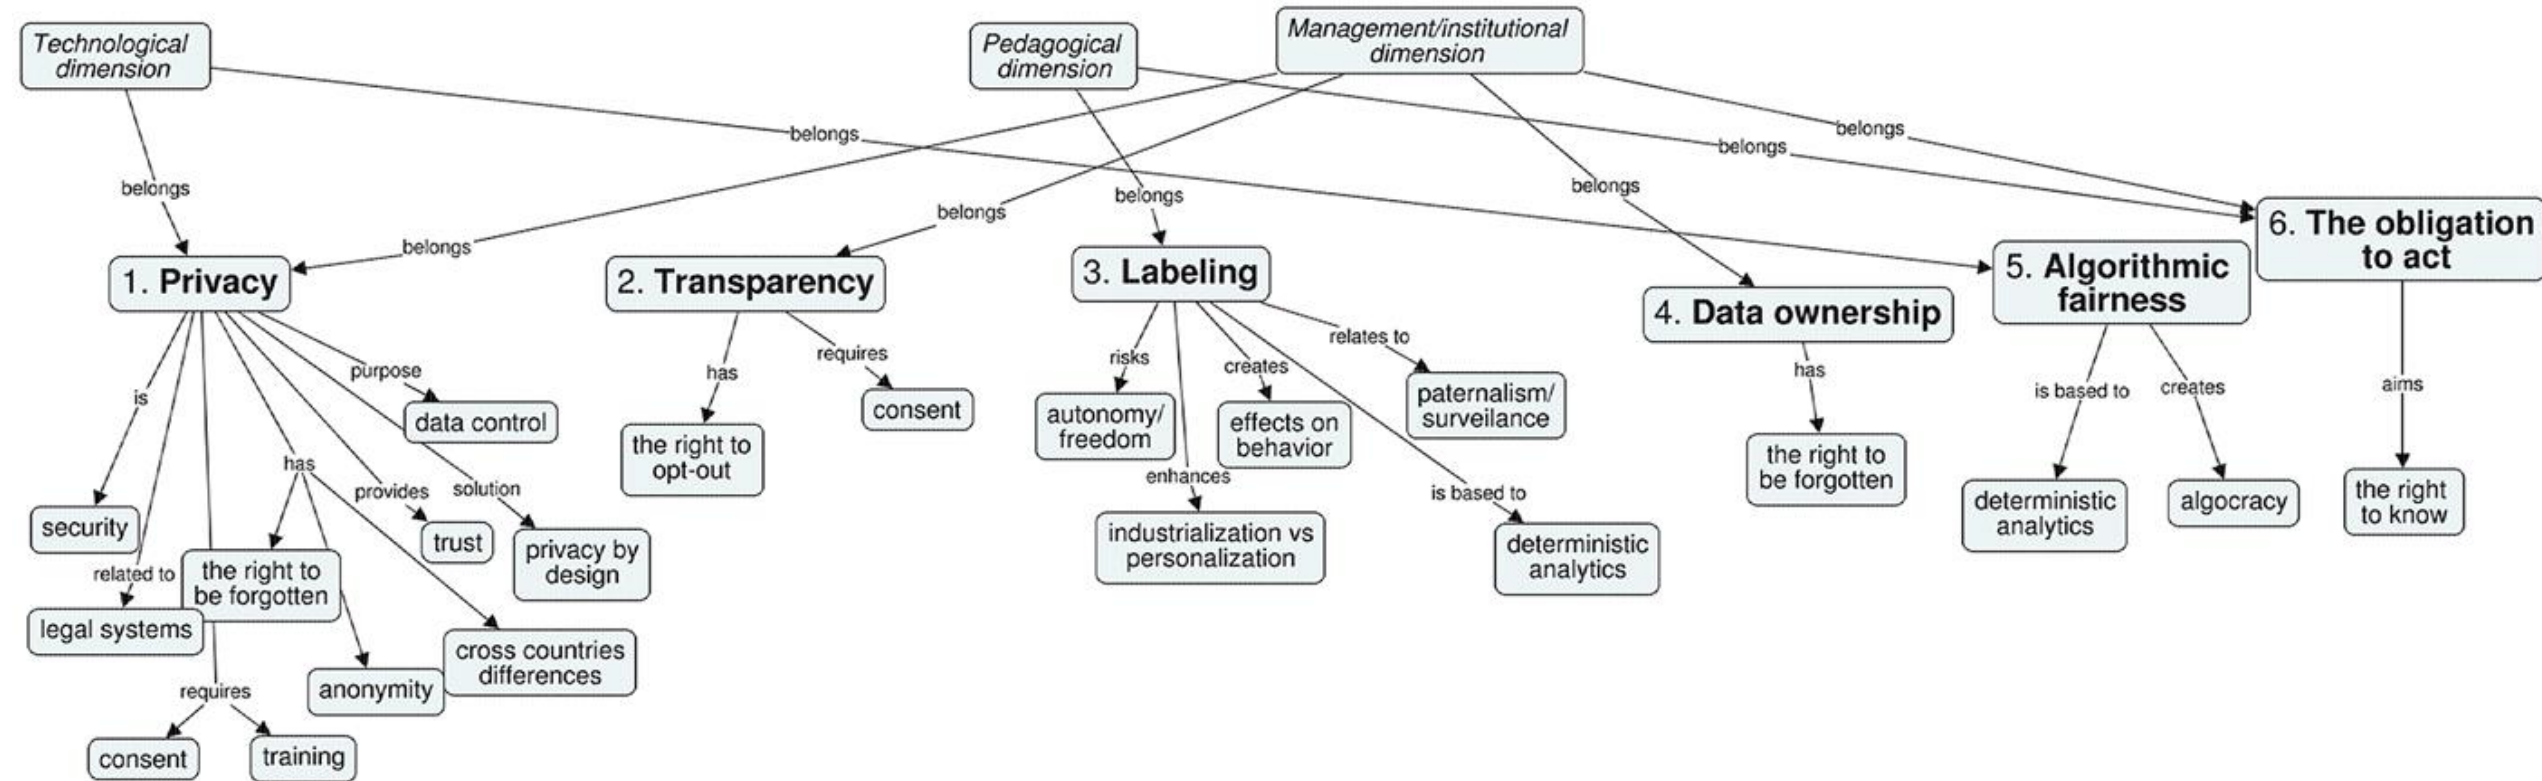 Technological
dimension
Pedagogical
dimension
Management/institutional
dimension
belongs
belongs
belongs
belongs
belongs
belongs
belongs
belongs
1. Privacy
2. Transparency
3. Labeling
4. Data ownership
5. Algorithmic
fairness
6. The obligation
to act
is
purpose
data control
has
provides
solution
security
trust
privacy by
design
related to
the right to
be forgotten
legal systems
cross countries
differences
anonymity
requires
consent
training
has
requires
consent
the right to
opt-out
risks
creates
relates to
autonomy/
freedom
effects on
behavior
paternalism/
surveilance
enhances
is based to
industrialization vs
personalization
deterministic
analytics
has
the right to
be forgotten
is based to
creates
deterministic
analytics
algocracy
aims
the right
to know